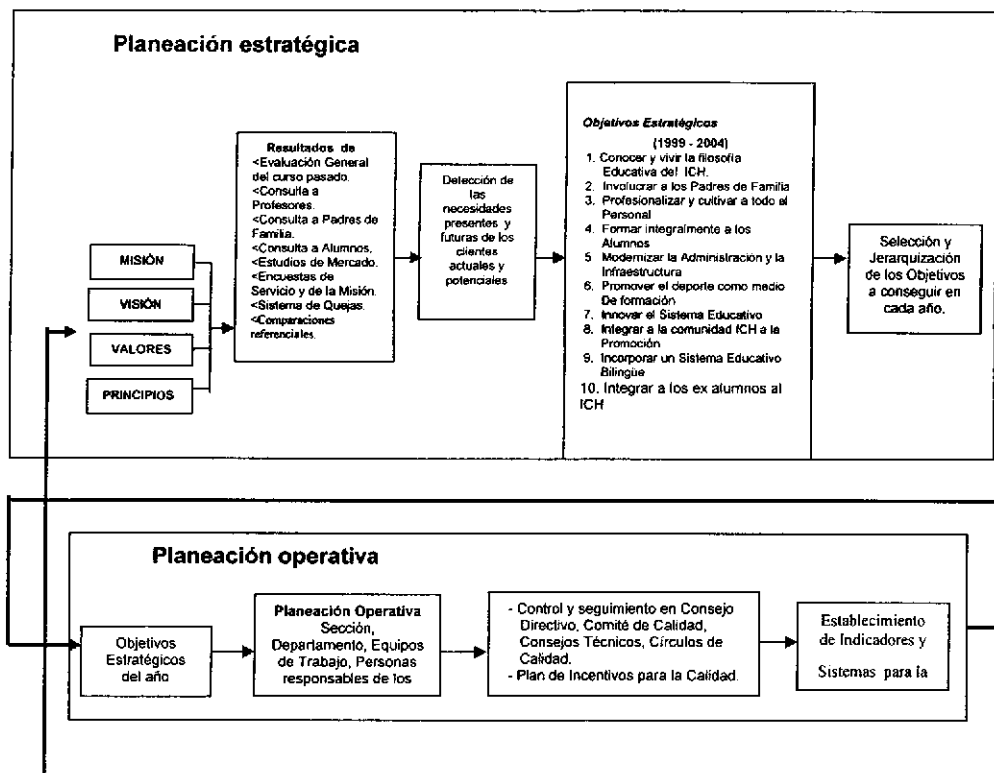 Planeación estratégica
MISIÓN
VISIÓN
VALORES
PRINCIPIOS
Resultados de
<Evaluación General
del curso pasado.
<Consulta a
Profesores.
<Consulta a Padres de
Familia.
<Consulta a Alumnos.
<Estudios de Mercado.
<Encuestas de
Servicio y de la Misión.
<Sistema de Quejas.
<Comparaciones
referenciales.
Detección de
las
necesidades
presentes y
futuras de los
clientes
actuales y
potenciales
Objetivos Estratégicos
(1999 - 2004)
1. Conocer y vivir la filosofía
Educativa del ICH.
2. Involucrar a los Padres de Familia
3. Profesionalizar y cultivar a todo el
Personal
4. Formar integralmente a los
Alumnos
5 Modernizar la Administración y la
Infraestructura
6. Promover el deporte como medio
De formación
7. Innovar el Sistema Educativo
8. Integrar a la comunidad ICH a la
Promoción
9. Incorporar un Sistema Educativo
Bilingüe
10. Integrar a los ex alumnos al
ICH
Selección y
Jerarquización
de los Objetivos
a conseguir en
cada año.
Planeación operativa
Objetivos
Estratégicos
del año
Planeación Operativa
Sección,
Departamento, Equipos
de Trabajo, Personas
responsables de los
- Control y seguimiento en Consejo
Directivo, Comité de Calidad,
Consejos Técnicos, Círculos de
Calidad.
- Plan de Incentivos para la Calidad.
Establecimiento
de Indicadores y
Sistemas para la